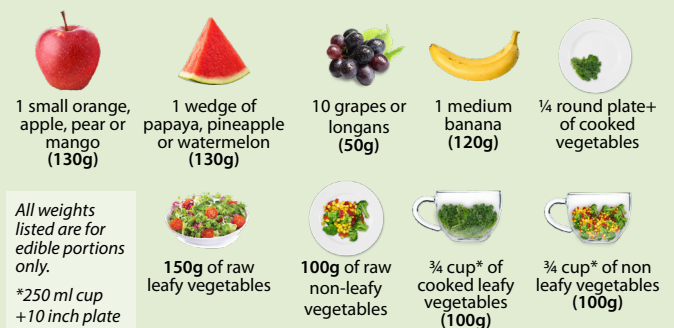 1 small orange,
apple, pear or
mango
(130g)
1 wedge of
papaya, pineapple
or watermelon
(130g)
10 grapes or
longans
(50g)
1 medium
banana
(120g)
¼ round plate+
of cooked
vegetables
All weights
listed are for
edible portions
only.
*250 ml cup
+10 inch plate
150g of raw
leafy vegetables
100g of raw
non-leafy
vegetables
¾ cup* of
cooked leafy
vegetables
(100g)
¾ cup* of non
leafy vegetables
(100g)